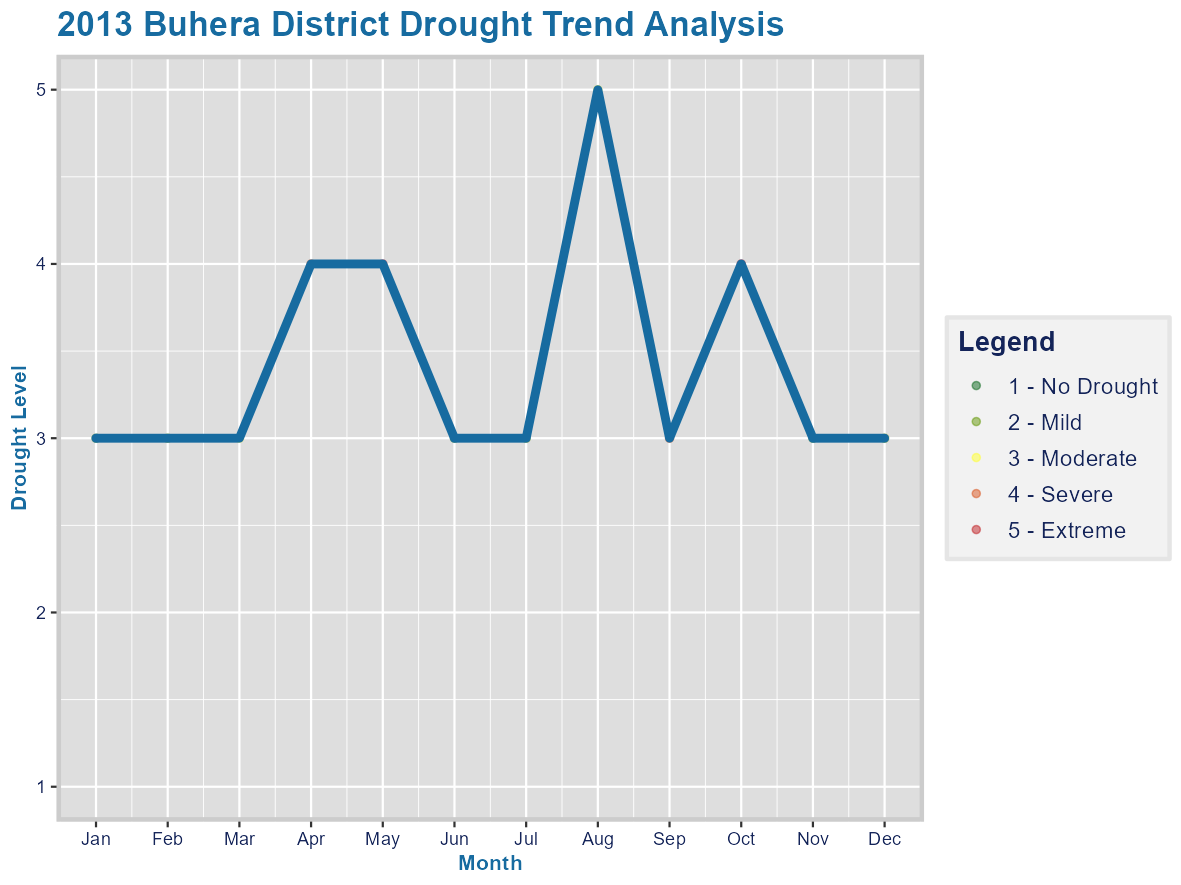 2013 Buhera District Drought Trend Analysis
Drought Level
5
4
3
2
1
Jan Feb Mar Apr May Jun Jul Aug Sep Oct Nov Dec
Month
Legend
1 - No Drought
2 - Mild
3 - Moderate
4 - Severe
5 - Extreme